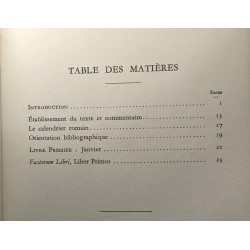 TABLE DES MATIÈRES
Pages
INTRODUCTION 1
Établissement du texte et commentaire 15
Le calendrier romain 17
Orientation bibliographique 19
LIVRE PREMIER : Janvier 21
Fastorum Libri, Liber Primus 23